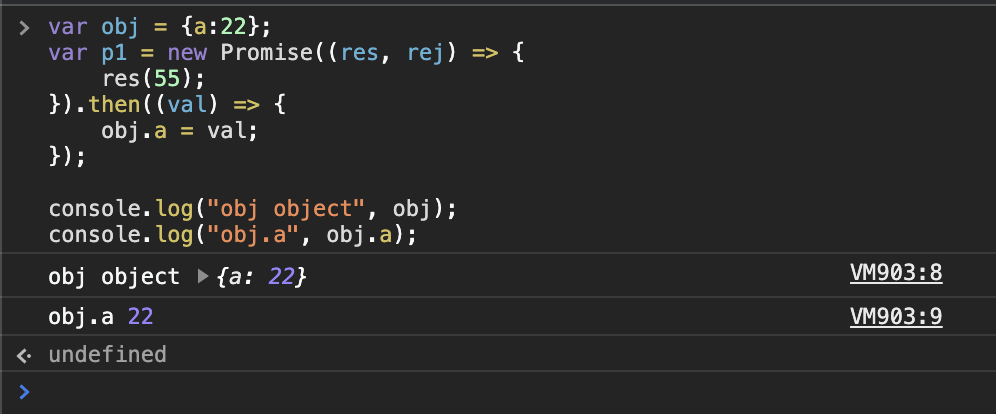 var obj = {a:22};
var p1 = new Promise((res, rej) => {
    res(55);
}).then((val) => {
    obj.a = val;
});

console.log("obj object", obj);
console.log("obj.a", obj.a);
obj object ▶{a: 22} VM903:8
obj.a 22 VM903:9
undefined